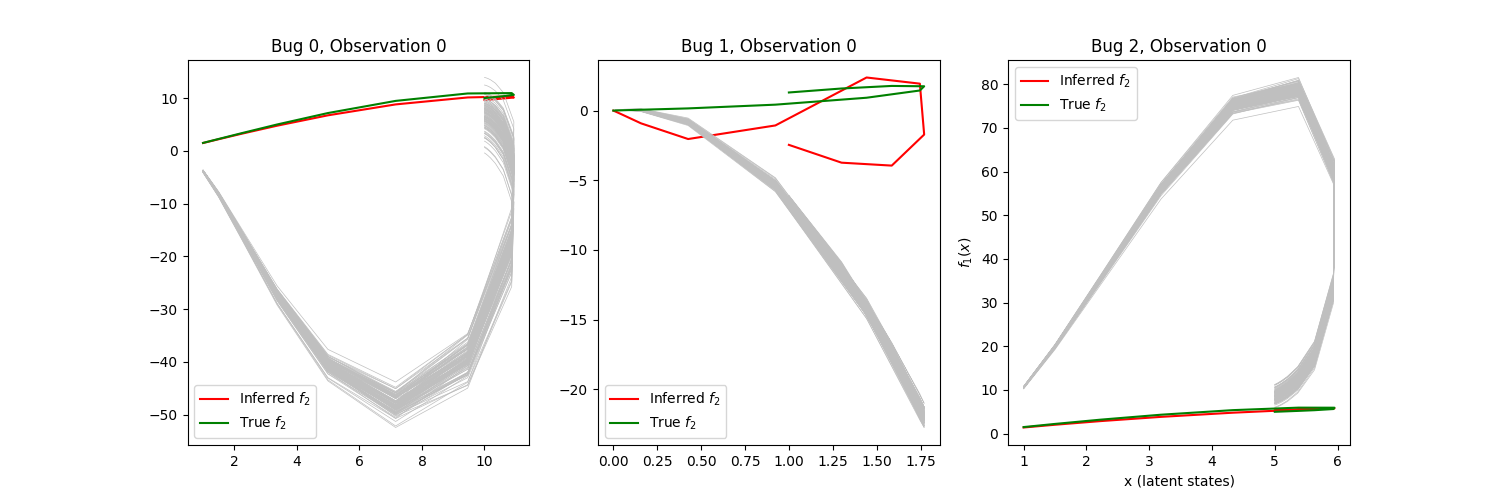 Bug 0, Observation 0
10
0
−10
−20
−30
−40
−50
2 4 6 8 10
Inferred f₂
True f₂
Bug 1, Observation 0
0
−5
−10
−15
−20
0.00 0.25 0.50 0.75 1.00 1.25 1.50 1.75
Inferred f₂
True f₂
Bug 2, Observation 0
Inferred f₂
True f₂
80
70
60
50
40
30
20
10
0
f₁(x)
1 2 3 4 5 6
x (latent states)